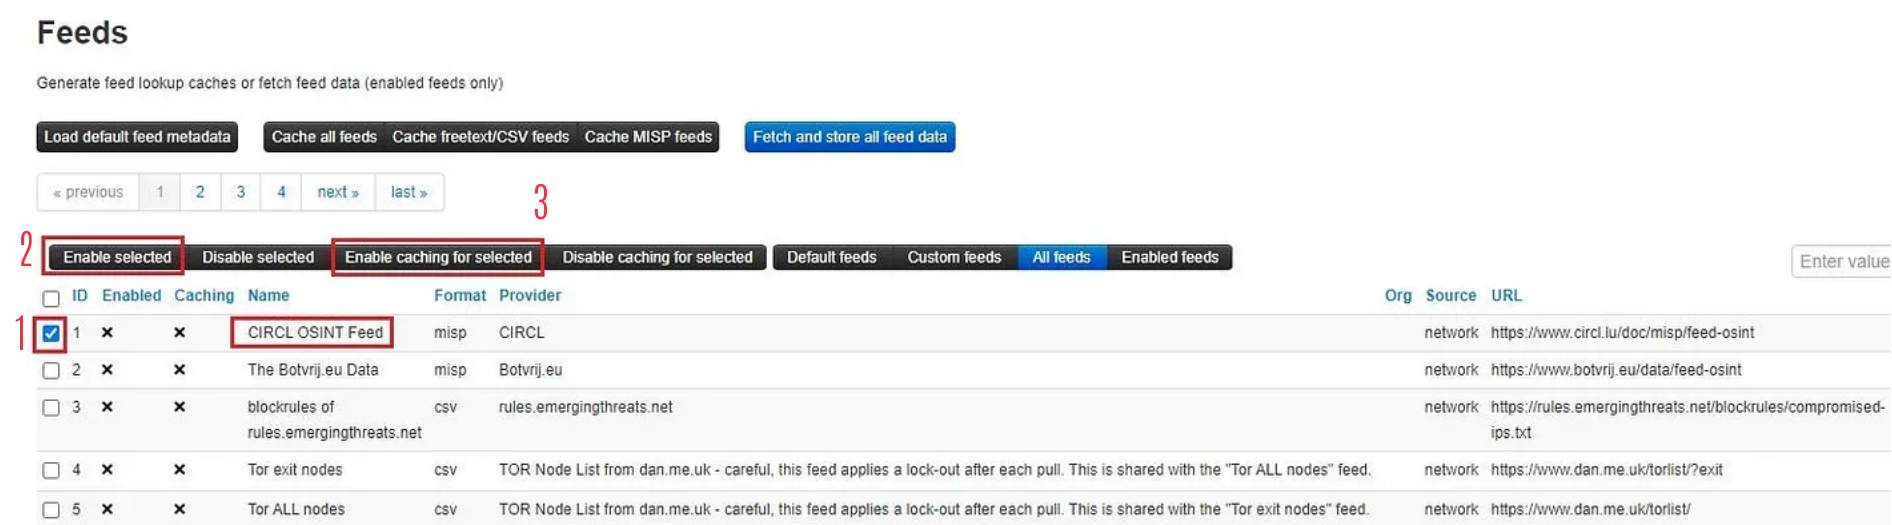 Feeds
Generate feed lookup caches or fetch feed data (enabled feeds only)
Load default feed metadata Cache all feeds Cache freetext/CSV feeds Cache MISP feeds Fetch and store all feed data
« previous 1 2 3 4 next » last »
3
2 Enable selected Disable selected Enable caching for selected Disable caching for selected Default feeds Custom feeds All feeds Enabled feeds Enter value
ID Enabled Caching Name Format Provider Org Source URL
1 1 CIRCL OSINT Feed misp CIRCL network https://www.circl.lu/doc/misp/feed-osint
2 The Botvrij.eu Data misp Botvrij.eu network https://www.botvrij.eu/data/feed-osint
3 blockrules of csv rules.emergingthreats.net network https://rules.emergingthreats.net/blockrules/compromised-
rules.emergingthreats.net ips.txt
4 Tor exit nodes csv TOR Node List from dan.me.uk - careful, this feed applies a lock-out after each pull. This is shared with the "Tor ALL nodes" feed. network https://www.dan.me.uk/torlist/?exit
5 Tor ALL nodes csv TOR Node List from dan.me.uk - careful, this feed applies a lock-out after each pull. This is shared with the "Tor exit nodes" feed. network https://www.dan.me.uk/torlist/